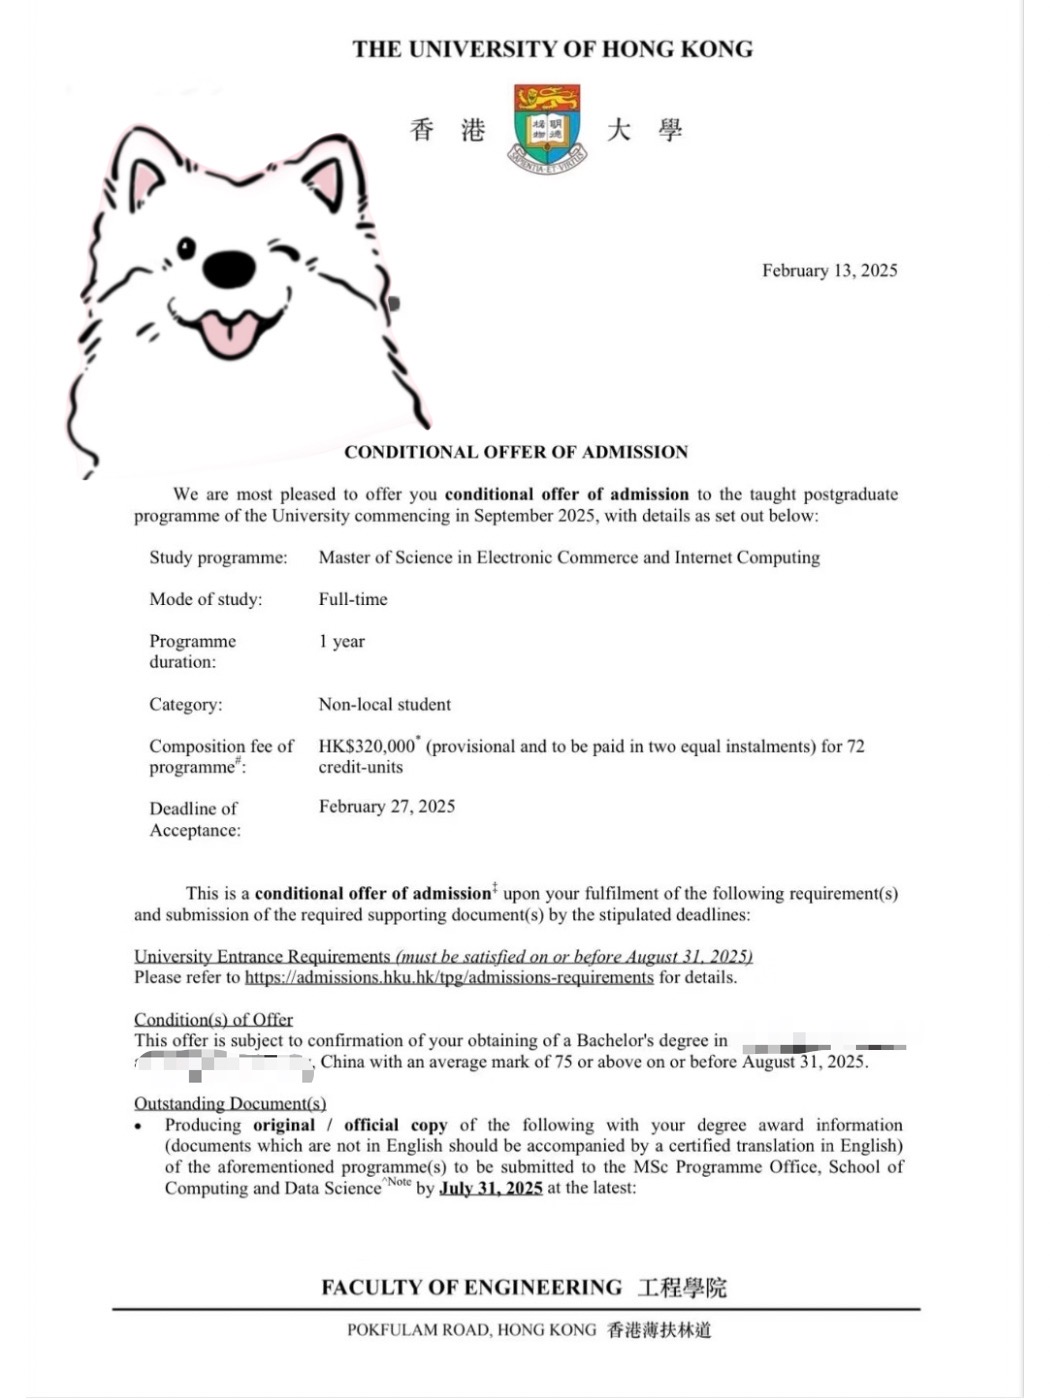 THE UNIVERSITY OF HONG KONG
香 港 大 學
明德
格物
SAPIENTIA ET VIRTUS
February 13, 2025
CONDITIONAL OFFER OF ADMISSION
We are most pleased to offer you conditional offer of admission to the taught postgraduate
programme of the University commencing in September 2025, with details as set out below:
Study programme: Master of Science in Electronic Commerce and Internet Computing
Mode of study: Full-time
Programme duration: 1 year
Category: Non-local student
Composition fee of programme#: HK$320,000* (provisional and to be paid in two equal instalments) for 72
credit-units
Deadline of Acceptance: February 27, 2025
This is a conditional offer of admission‡ upon your fulfilment of the following requirement(s)
and submission of the required supporting document(s) by the stipulated deadlines:
University Entrance Requirements (must be satisfied on or before August 31, 2025)
Please refer to https://admissions.hku.hk/tpg/admissions-requirements for details.
Condition(s) of Offer
This offer is subject to confirmation of your obtaining of a Bachelor's degree in
, China with an average mark of 75 or above on or before August 31, 2025.
Outstanding Document(s)
• Producing original / official copy of the following with your degree award information
(documents which are not in English should be accompanied by a certified translation in English)
of the aforementioned programme(s) to be submitted to the MSc Programme Office, School of
Computing and Data Science^Note by July 31, 2025 at the latest:
FACULTY OF ENGINEERING 工程學院
POKFULAM ROAD, HONG KONG 香港薄扶林道